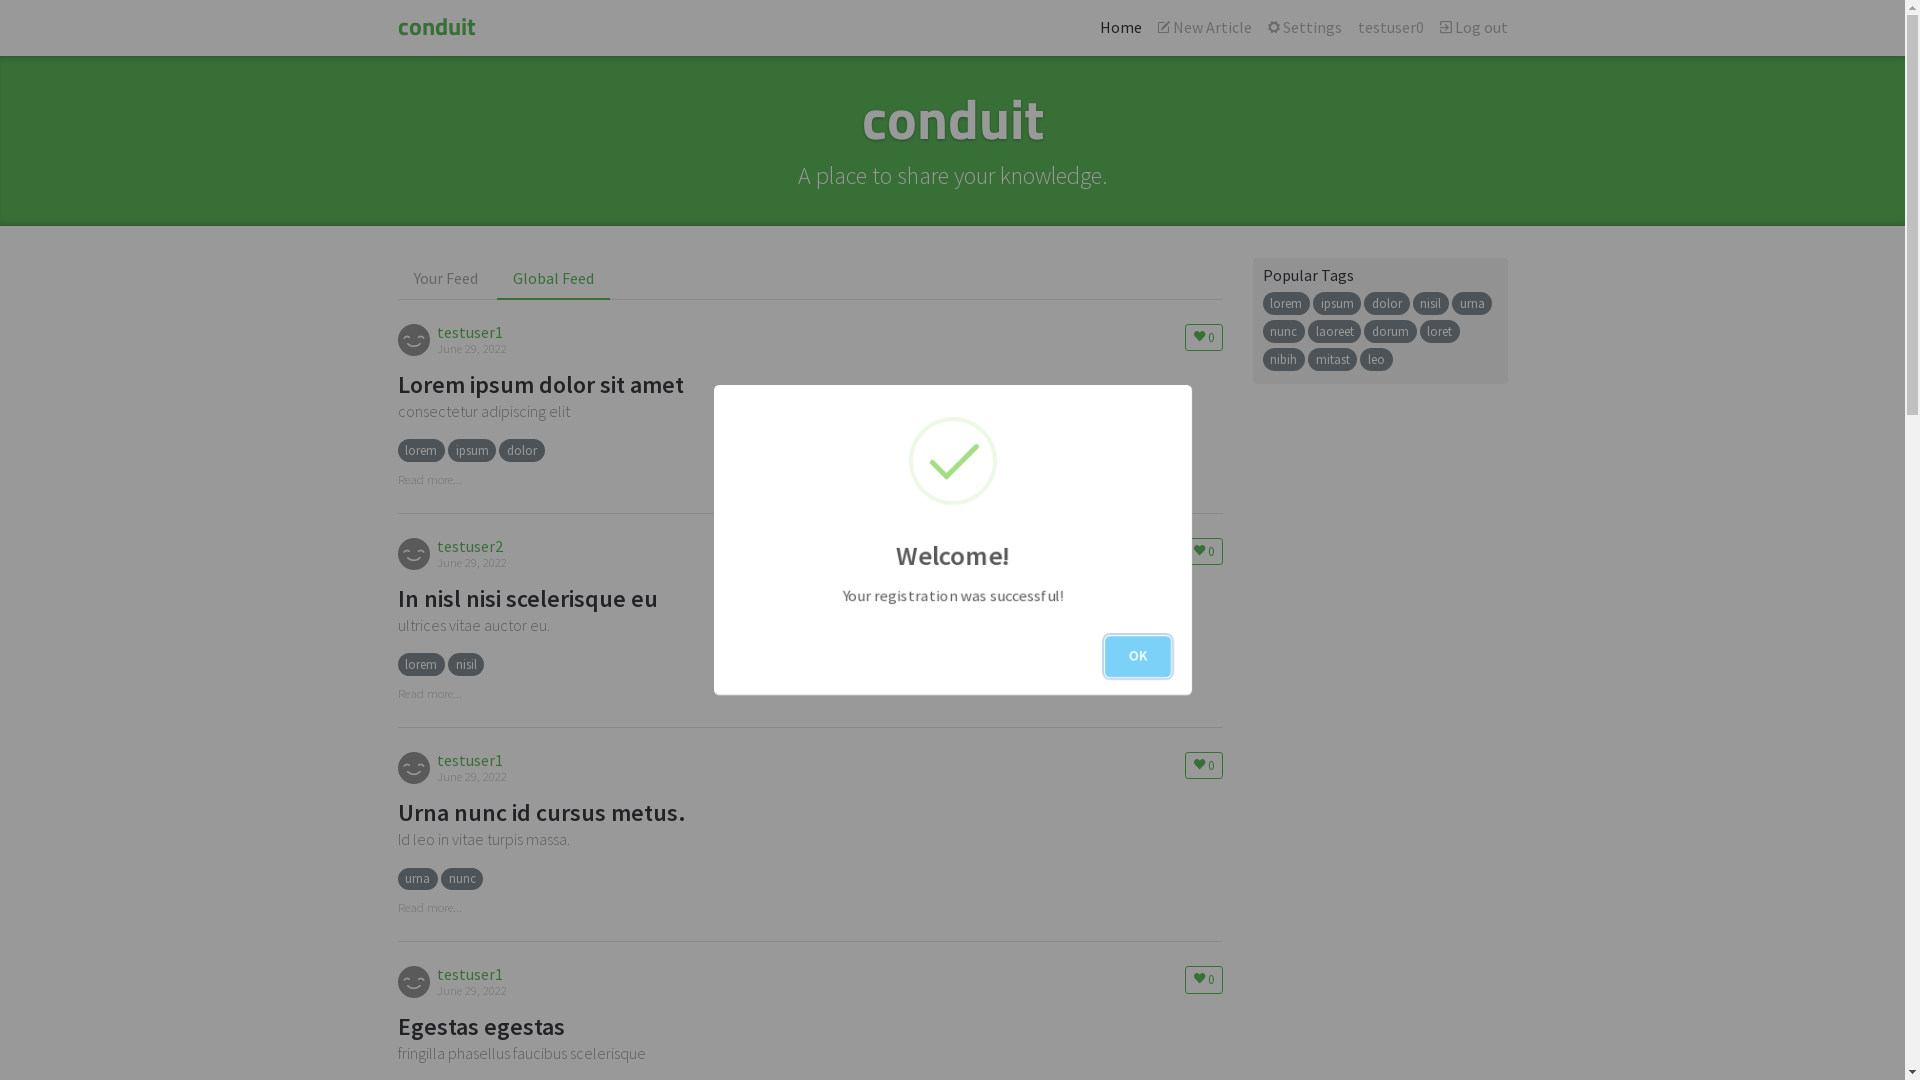 conduit
Home New Article Settings testuser0 Log out
conduit
A place to share your knowledge.
Your Feed Global Feed
Popular Tags
lorem ipsum dolor nisil urna
nunc laoreet dorum loret
nibih mitast leo
testuser1
June 29, 2022
0
Lorem ipsum dolor sit amet
consectetur adipiscing elit
lorem ipsum dolor
Read more...
Welcome!
Your registration was successful!
OK
testuser2
June 29, 2022
0
In nisl nisi scelerisque eu
ultrices vitae auctor eu.
lorem nisil
Read more...
testuser1
June 29, 2022
0
Urna nunc id cursus metus.
Id leo in vitae turpis massa.
urna nunc
Read more...
testuser1
June 29, 2022
0
Egestas egestas
fringilla phasellus faucibus scelerisque